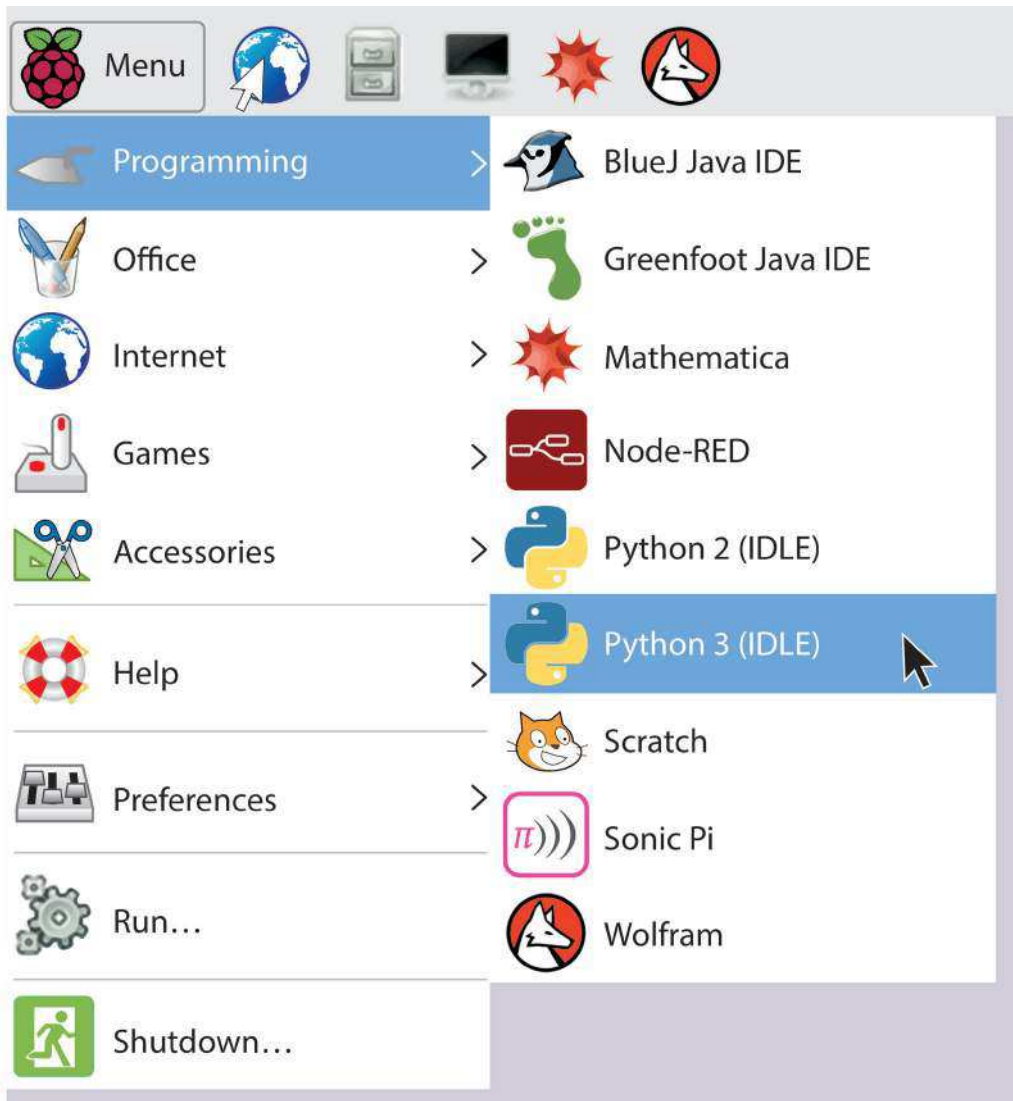 Menu
Programming
Office
Internet
Games
Accessories
Help
Preferences
Run…
Shutdown…
BlueJ Java IDE
Greenfoot Java IDE
Mathematica
Node-RED
Python 2 (IDLE)
Python 3 (IDLE)
Scratch
π)))
Sonic Pi
Wolfram